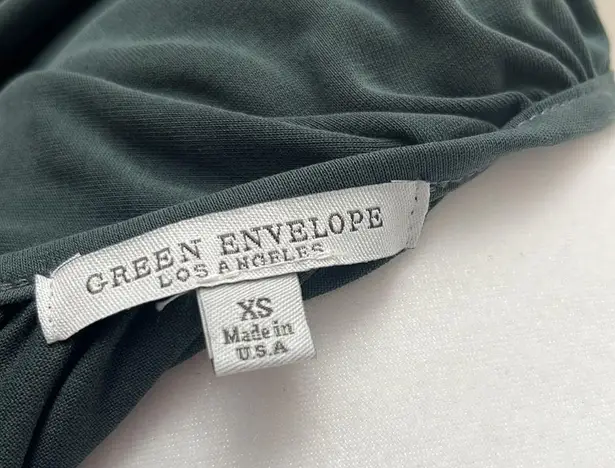 GREEN ENVELOPE
LOS ANGELES
XS
Made in
U.S.A